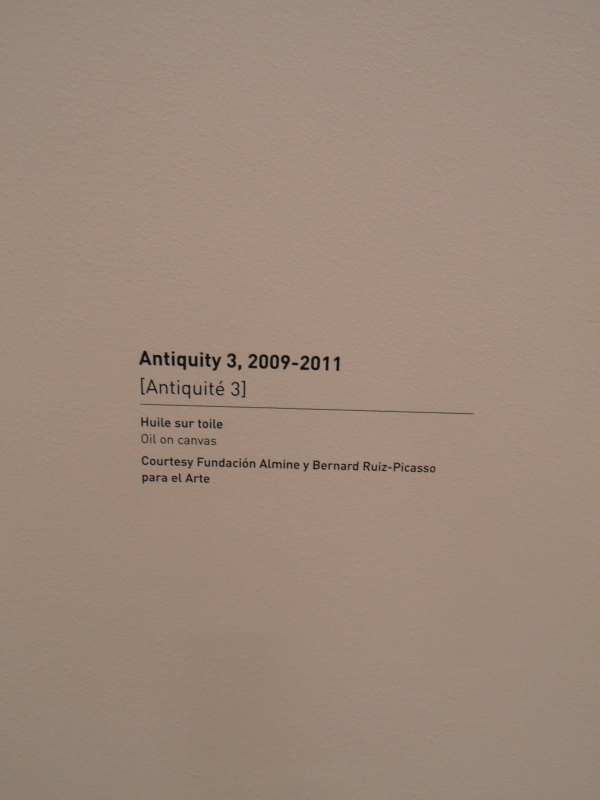 Antiquity 3, 2009-2011
[Antiquité 3]
Huile sur toile
Oil on canvas
Courtesy Fundación Almine y Bernard Ruiz-Picasso
para el Arte